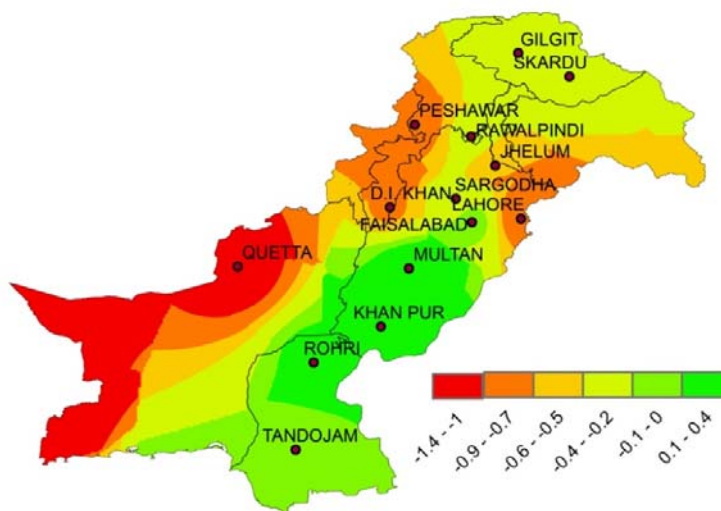 GILGIT
SKARDU
PESHAWAR
RAWALPINDI
JHELUM
D.I. KHAN
SARGODHA
LAHORE
FAISALABAD
QUETTA
MULTAN
KHAN PUR
ROHRI
TANDOJAM
-1.4 - -1
-0.9 - -0.7
-0.6 - -0.5
-0.4 - -0.2
-0.1 - 0
0.1 - 0.4